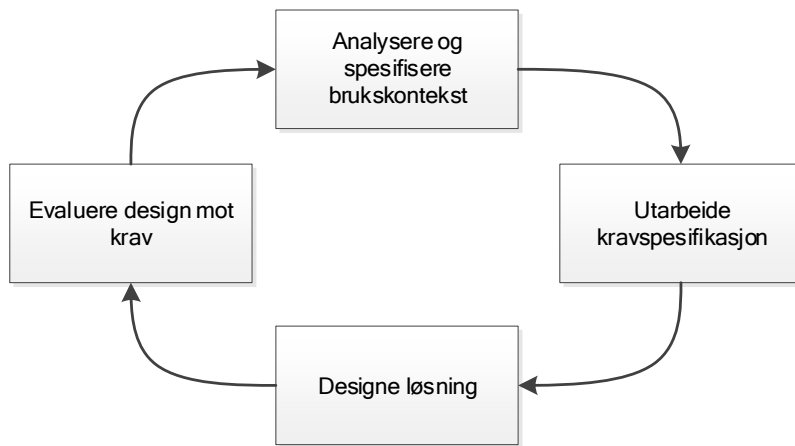 Analysere og
spesifisere
brukskontekst
Utarbeide
kravspesifikasjon
Designe løsning
Evaluere design mot
krav